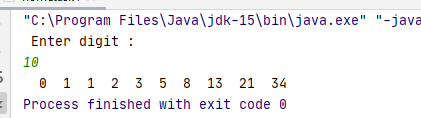 "C:\Program Files\Java\jdk-15\bin\java.exe" "-java
Enter digit :
10
0 1 1 2 3 5 8 13 21 34
Process finished with exit code 0